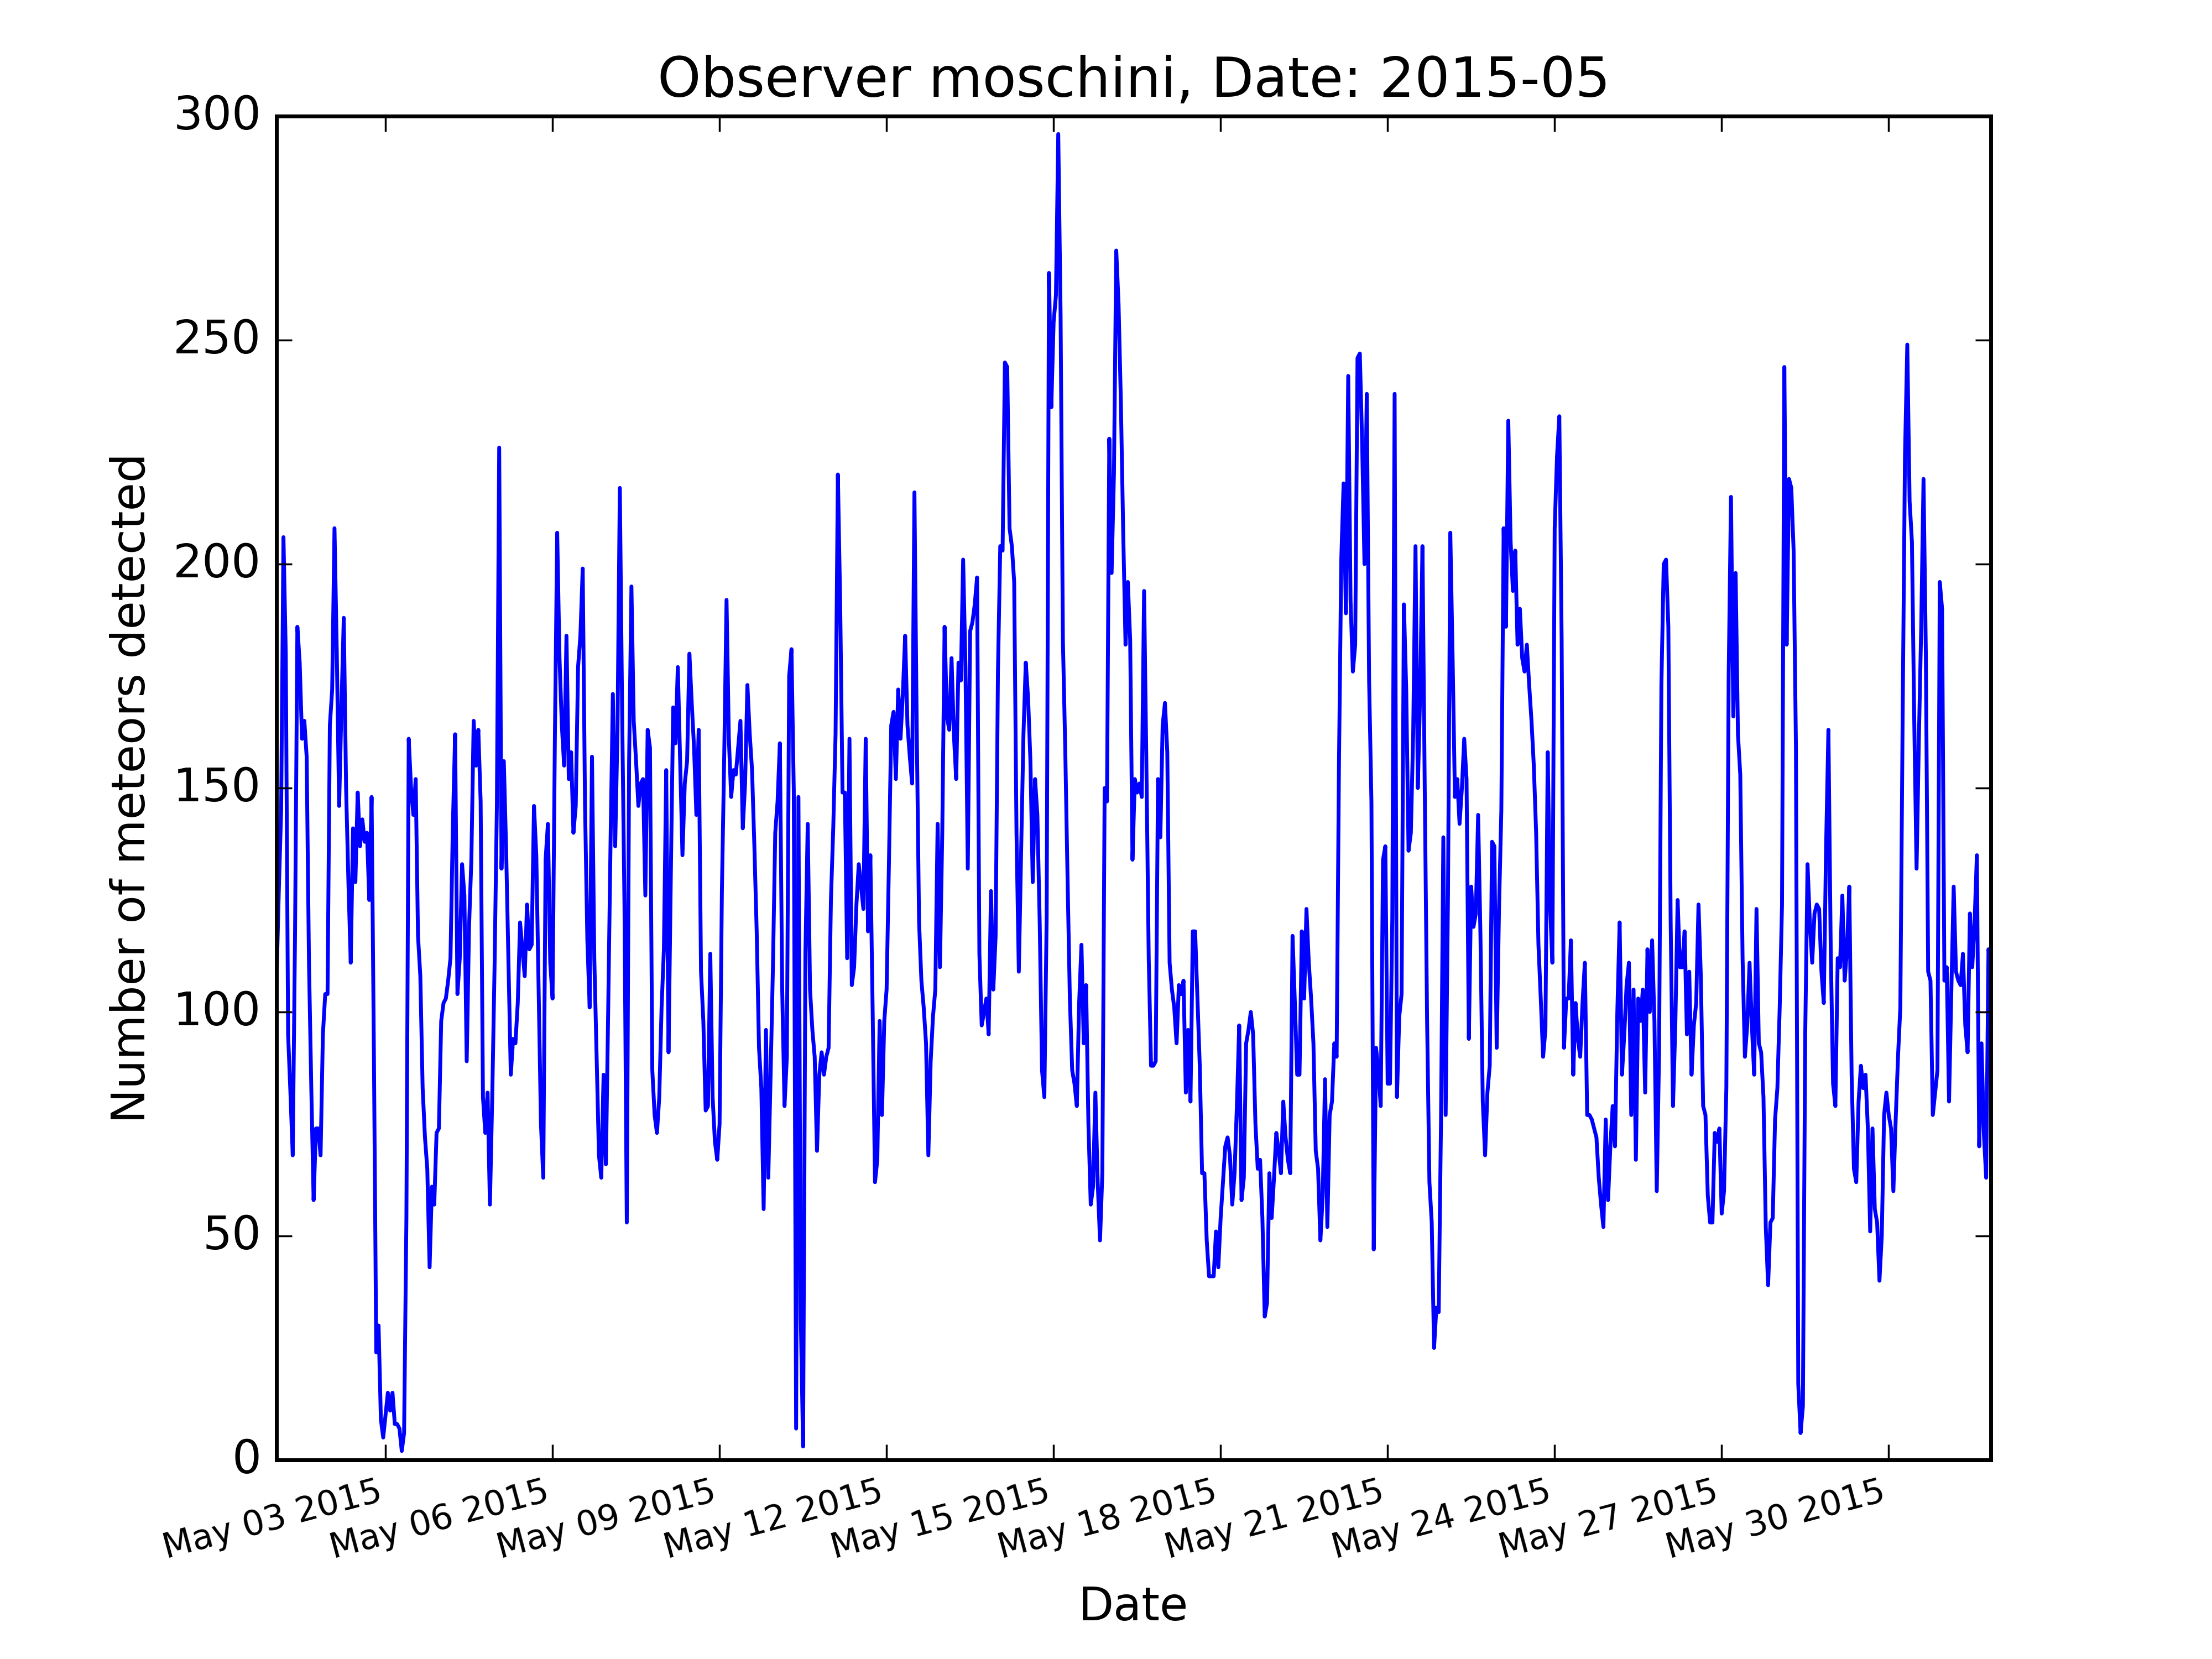 Observer moschini, Date: 2015-05
Number of meteors detected
300
250
200
150
100
50
0
May 03 2015
May 06 2015
May 09 2015
May 12 2015
May 15 2015
May 18 2015
May 21 2015
May 24 2015
May 27 2015
May 30 2015
Date